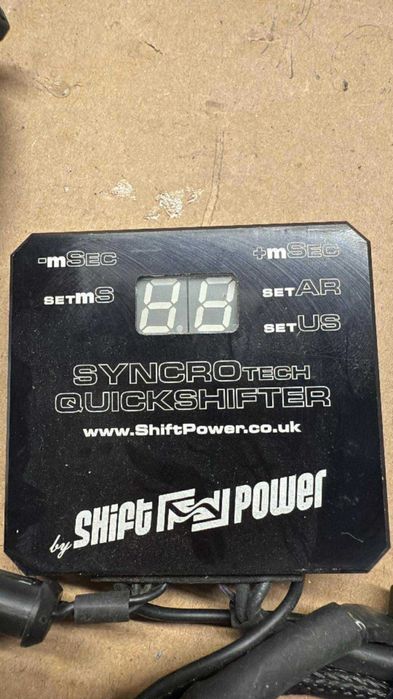 -mSEC +mSEC
SETmS SETAR
SETUS
SYNCROTECH
QUICKSHIFTER
www.ShiftPower.co.uk
by Shift Power